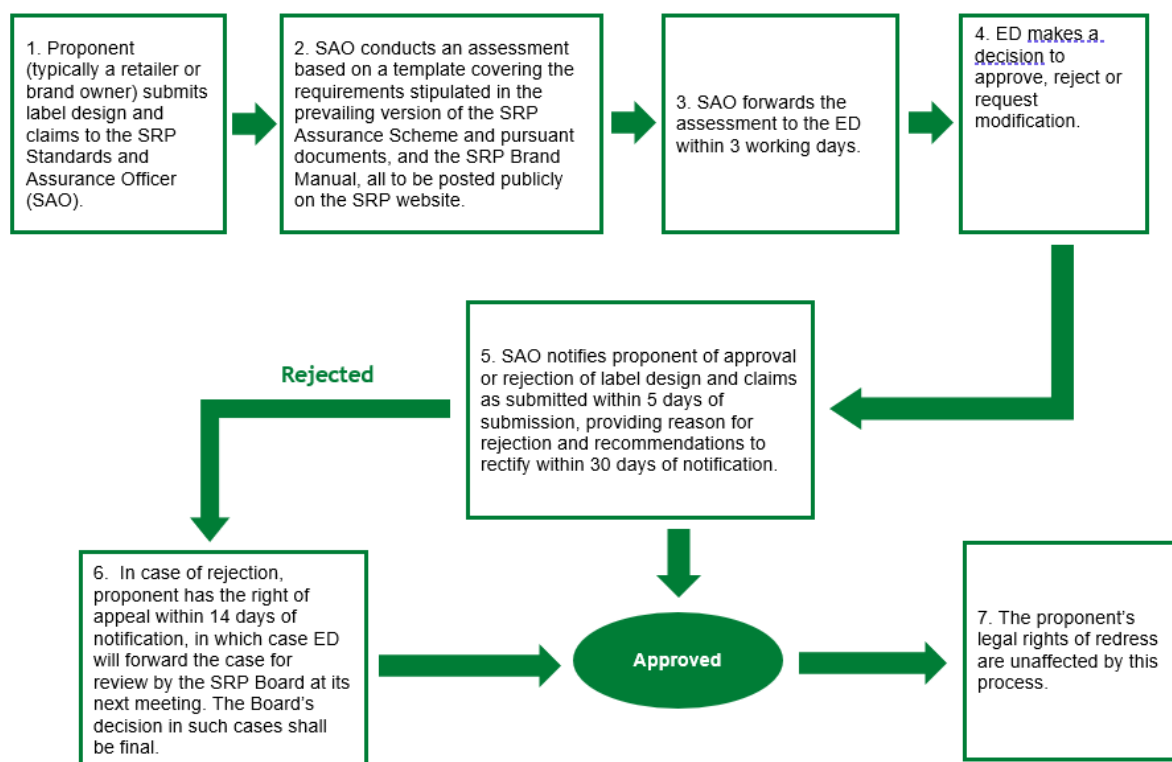 1. Proponent
(typically a retailer or
brand owner) submits
label design and
claims to the SRP
Standards and
Assurance Officer
(SAO).
2. SAO conducts an assessment
based on a template covering the
requirements stipulated in the
prevailing version of the SRP
Assurance Scheme and pursuant
documents, and the SRP Brand
Manual, all to be posted publicly
on the SRP website.
3. SAO forwards the
assessment to the ED
within 3 working days.
4. ED makes a
decision to
approve, reject or
request
modification.
5. SAO notifies proponent of approval
or rejection of label design and claims
as submitted within 5 days of
submission, providing reason for
rejection and recommendations to
rectify within 30 days of notification.
Rejected
6. In case of rejection,
proponent has the right of
appeal within 14 days of
notification, in which case ED
will forward the case for
review by the SRP Board at its
next meeting. The Board’s
decision in such cases shall
be final.
Approved
7. The proponent’s
legal rights of redress
are unaffected by this
process.